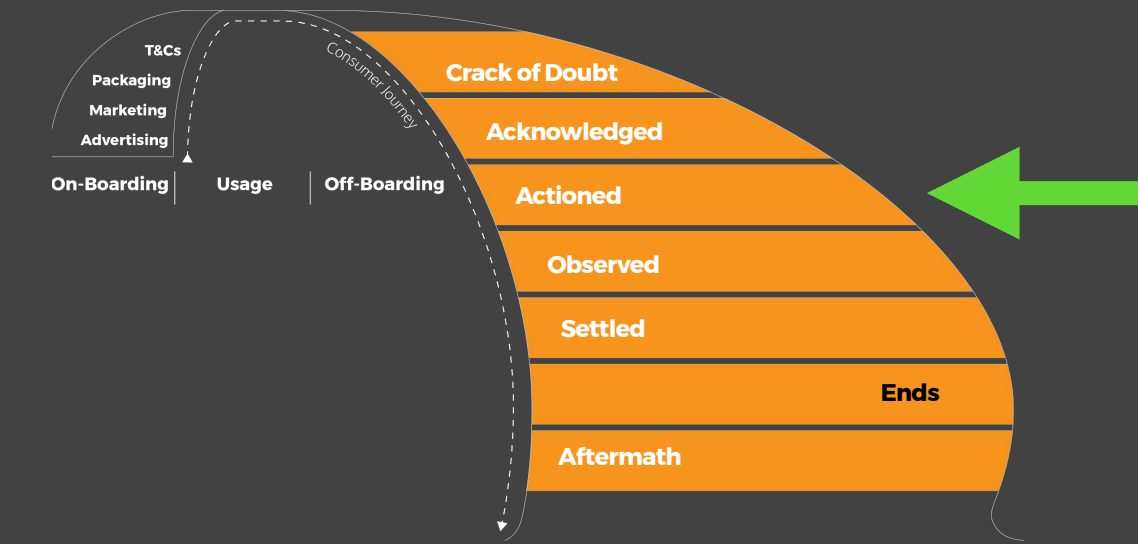 T&Cs
Packaging
Marketing
Advertising
On-Boarding
Usage
Off-Boarding
Consumer Journey
Crack of Doubt
Acknowledged
Actioned
Observed
Settled
Ends
Aftermath